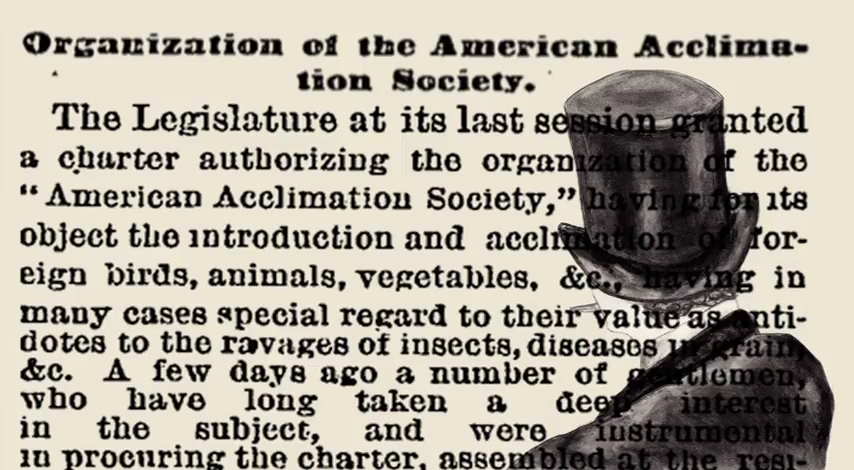 Organization of the American Acclima-
tion Society.
The Legislature at its last session granted
a charter authorizing the organization of the
“American Acclimation Society,” having for its
object the introduction and acclimation of for-
eign birds, animals, vegetables, &c., having in
many cases special regard to their value as anti-
dotes to the ravages of insects, diseases in grain,
&c. A few days ago a number of gentlemen,
who have long taken a deep interest
in the subject, and were instrumental
in procuring the charter, assembled at the resi-